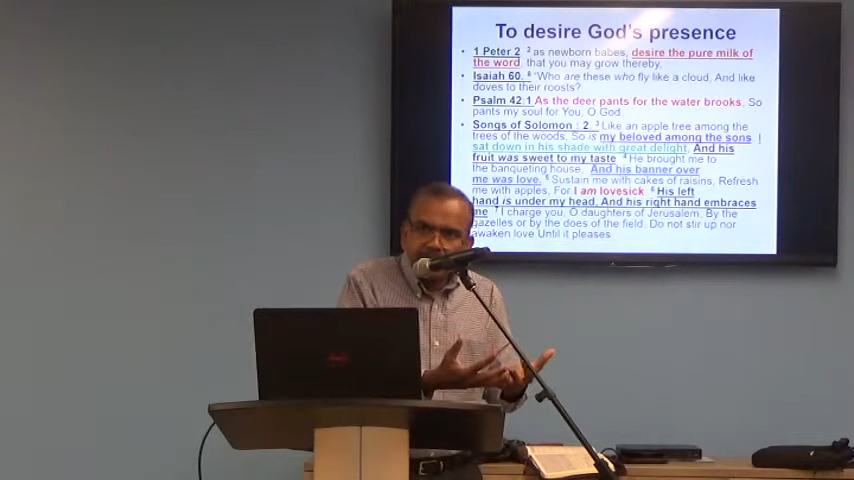 To desire God's presence
• 1 Peter 2 2 as newborn babes, desire the pure milk of
the word, that you may grow thereby,
• Isaiah 60. 8 "Who are these who fly like a cloud, And like
doves to their roosts?
• Psalm 42:1 As the deer pants for the water brooks, So
pants my soul for You, O God
• Songs of Solomon : 2. 3 Like an apple tree among the
trees of the woods, So is my beloved among the sons. I
sat down in his shade with great delight, And his
fruit was sweet to my taste 4 He brought me to
the banqueting house, And his banner over
me was love. 5 Sustain me with cakes of raisins, Refresh
me with apples, For I am lovesick 6 His left
hand is under my head, And his right hand embraces
me 7 I charge you, O daughters of Jerusalem, By the
gazelles or by the does of the field, Do not stir up nor
awaken love Until it pleases